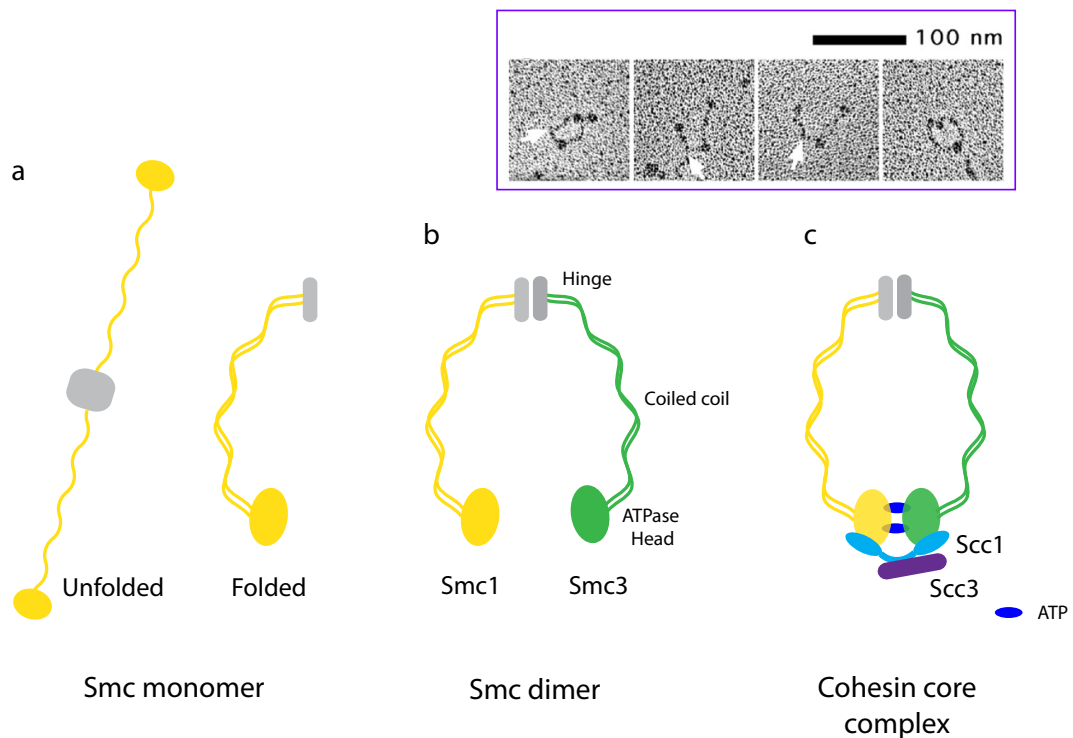 100 nm
a
b
c
Hinge
Coiled coil
ATPase
Head
Unfolded
Folded
Smc1
Smc3
Scc1
Scc3
ATP
Smc monomer
Smc dimer
Cohesin core
complex